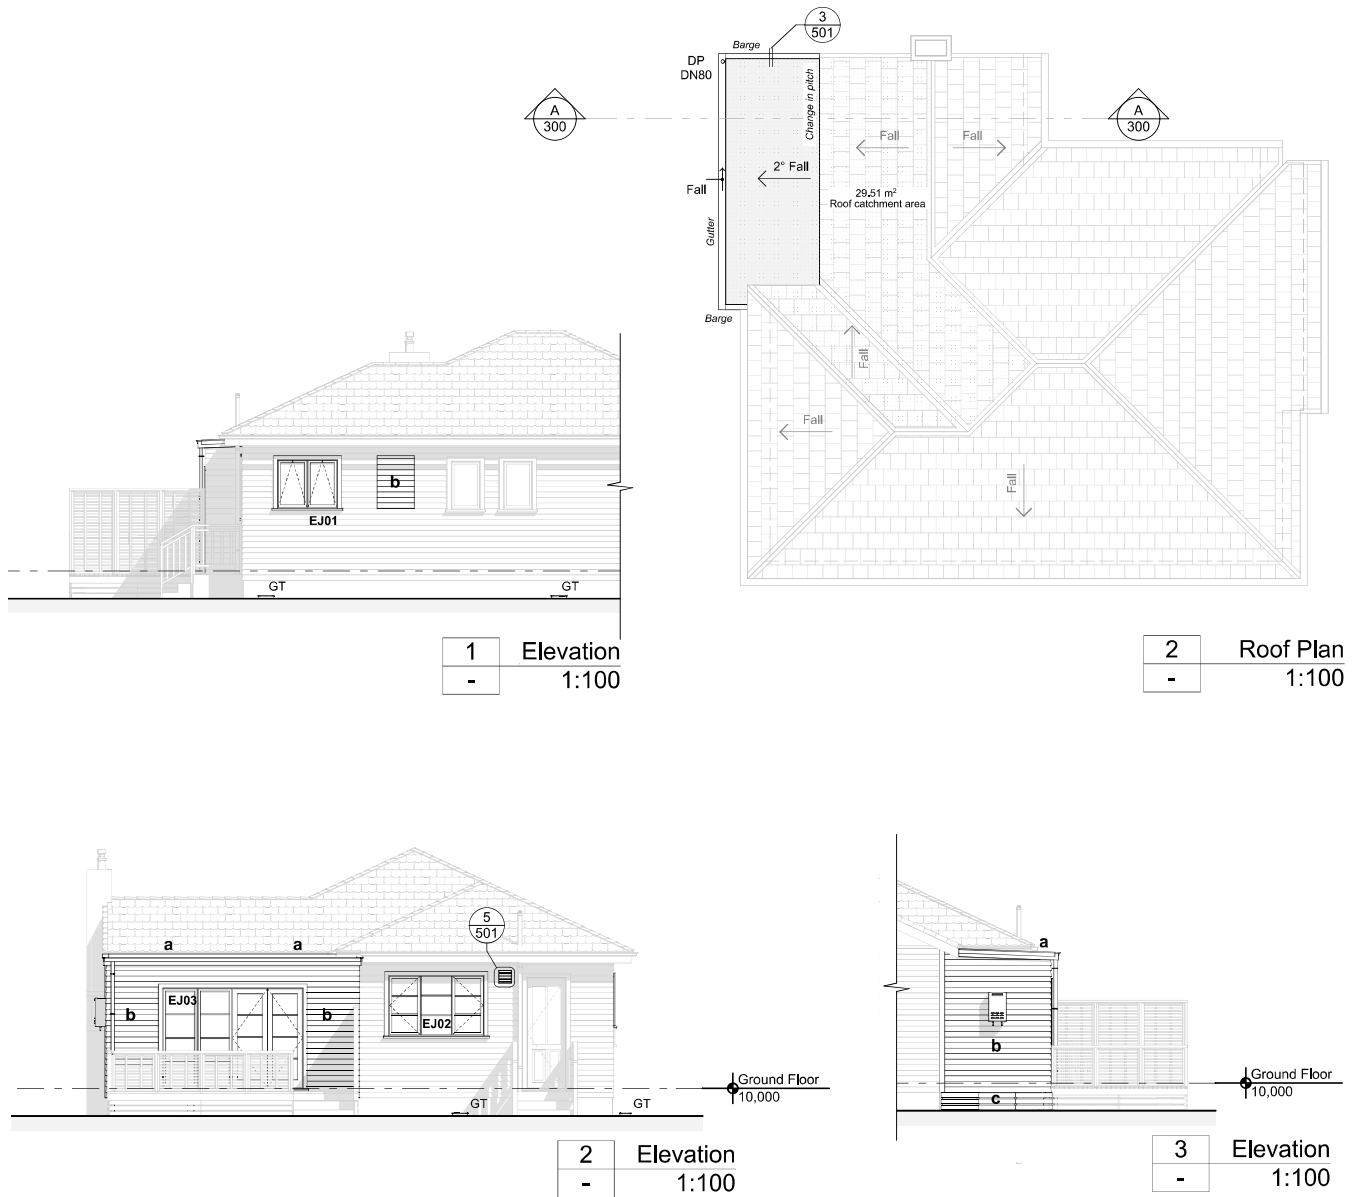 3
501
Barge
DP
DN80
Change in pitch
A
300
A
300
Fall
Fall
2° Fall
Fall
29.51 m²
Roof catchment area
Gutter
Barge
Fall
Fall
Fall
b
EJ01
GT
GT
1 Elevation
- 1:100
2 Roof Plan
- 1:100
5
501
a
a
EJ03
b
b
EJ02
GT
GT
Ground Floor
10,000
2 Elevation
- 1:100
a
b
c
Ground Floor
10,000
3 Elevation
- 1:100